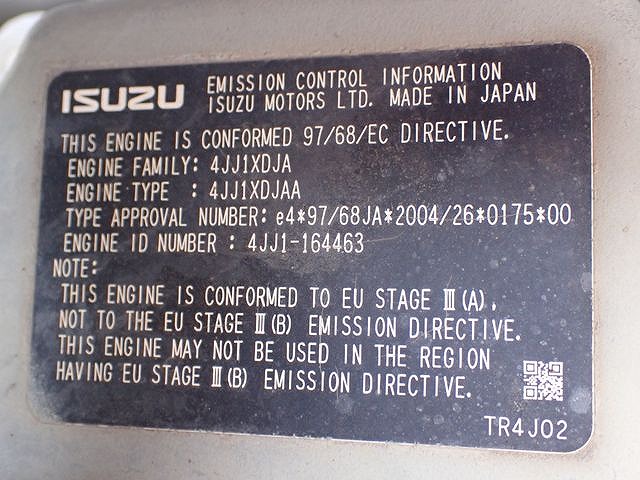 ISUZU
EMISSION CONTROL INFORMATION
ISUZU MOTORS LTD. MADE IN JAPAN
THIS ENGINE IS CONFORMED 97/68/EC DIRECTIVE.
ENGINE FAMILY: 4JJ1XDJA
ENGINE TYPE : 4JJ1XDJAA
TYPE APPROVAL NUMBER: e4*97/68JA*2004/26*0175*00
ENGINE ID NUMBER : 4JJ1-164463
NOTE:
THIS ENGINE IS CONFORMED TO EU STAGE Ⅲ(A),
NOT TO THE EU STAGE Ⅲ(B) EMISSION DIRECTIVE.
THIS ENGINE MAY NOT BE USED IN THE REGION
HAVING EU STAGE Ⅲ(B) EMISSION DIRECTIVE.
TR4J02